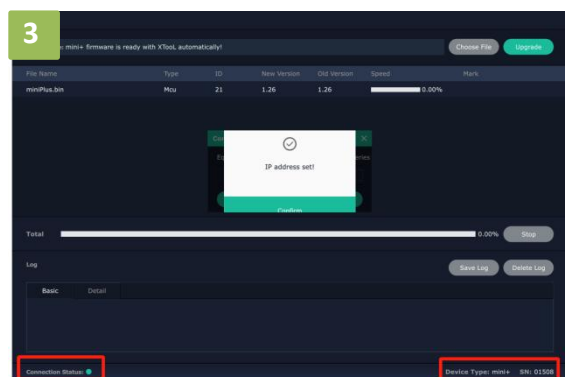 3
mini+ firmware is ready with XTool automatically!
Choose File
Upgrade
File Name Type ID New Version Old Version Speed Mark
miniPlus.bin Mcu 21 1.26 1.26 0.00%
IP address set!
Confirm
Total 0.00% Stop
Log
Save Log Delete Log
Basic Detail
Connection Status:
Device Type: mini+ SN: 01508